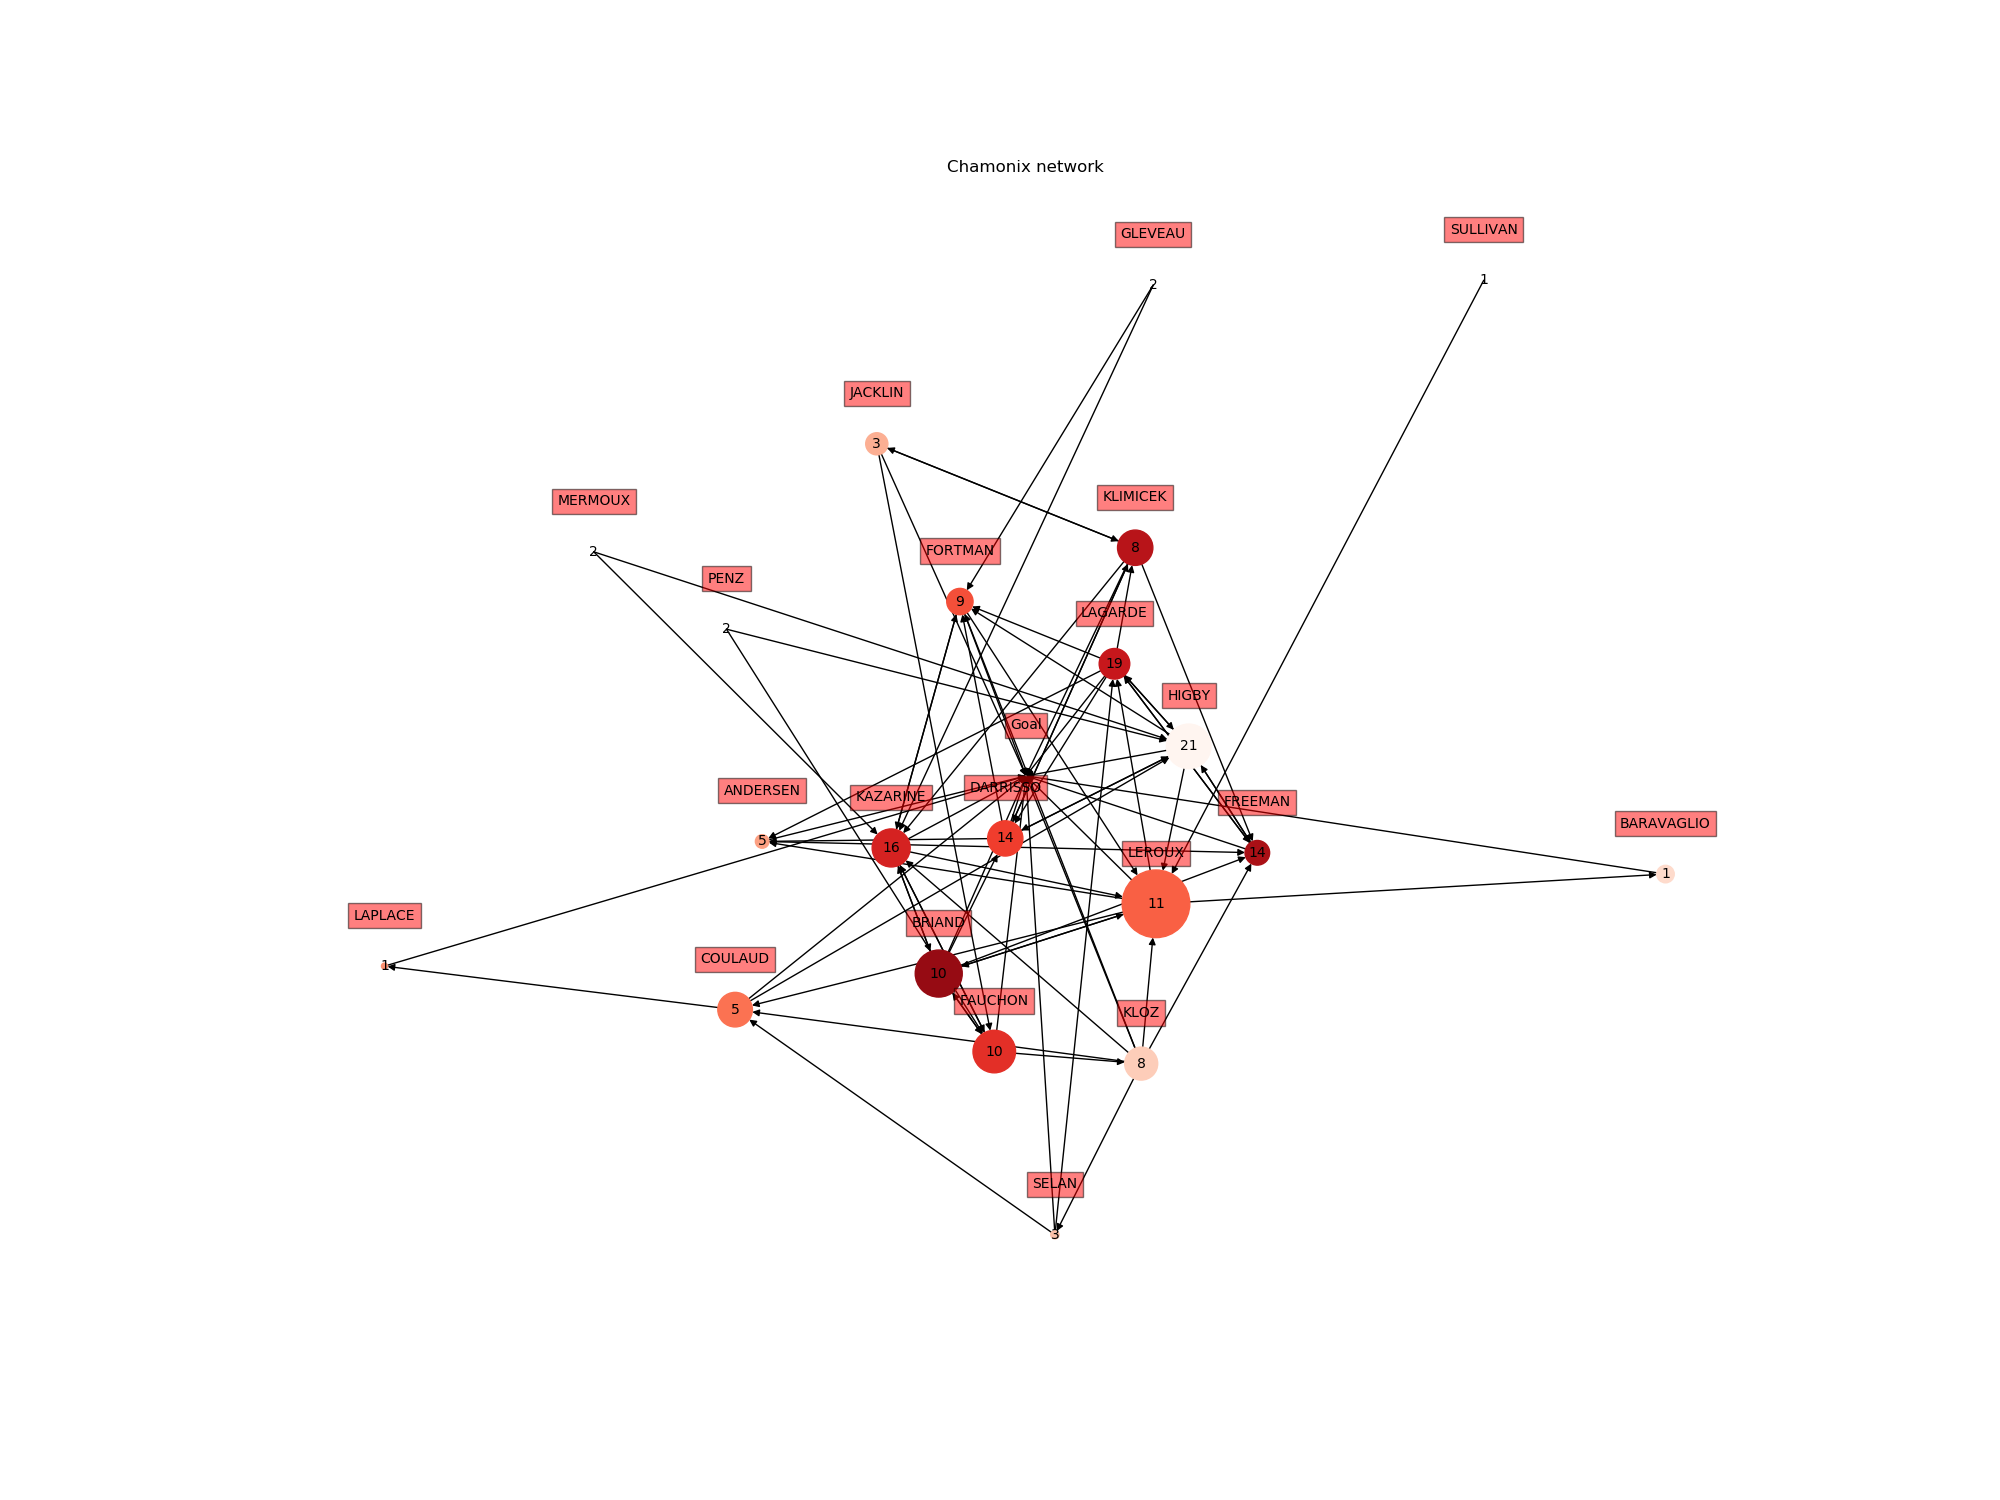 Chamonix network
GLEVEAU
SULLIVAN
2
1
JACKLIN
3
MERMOUX
KLIMICEK
2
8
FORTMAN
PENZ
9
LAGARDE
2
19
HIGBY
Goal
21
ANDERSEN
KAZARINE
DARRISSO
FREEMAN
BARAVAGLIO
5
16
14
LEROUX
14
1
11
LAPLACE
BRIAND
1
COULAUD
10
FAUCHON
5
KLOZ
10
8
SELAN
3